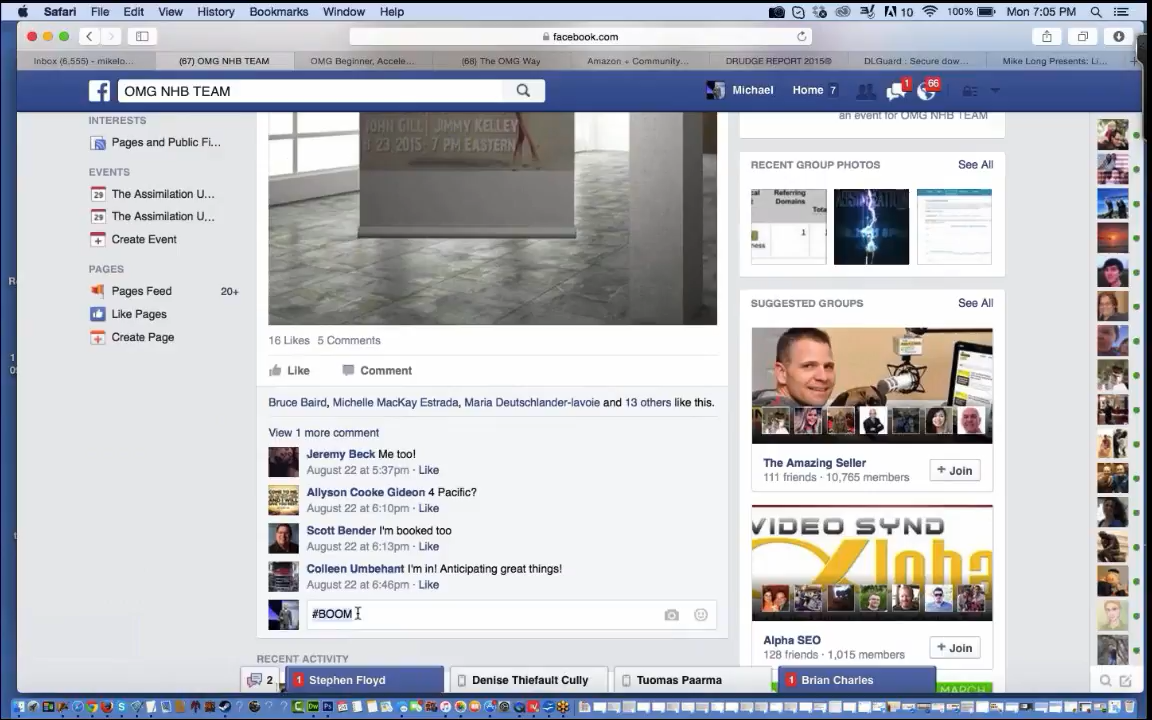 Safari File Edit View History Bookmarks Window Help
10 100% Mon 7:05 PM
facebook.com
Inbox (6,555) - mikelo... (67) OMG NHB TEAM OMG Beginner, Accele... (68) The OMG Way Amazon + Community... DRUDGE REPORT 2015® DLGuard : Secure dow... Mike Long Presents: Li...
OMG NHB TEAM Michael Home 7 1 66
INTERESTS
Pages and Public Fi...
EVENTS
29 The Assimilation U...
29 The Assimilation U...
Create Event
PAGES
Pages Feed 20+
Like Pages
Create Page
JOHN GILL| JIMMY KELLEY
23 2015· 7 PM EASTERN
16 Likes 5 Comments
Like Comment
Bruce Baird, Michelle MacKay Estrada, Maria Deutschlander-lavoie and 13 others like this.
View 1 more comment
Jeremy Beck Me too!
August 22 at 5:37pm · Like
Allyson Cooke Gideon 4 Pacific?
August 22 at 6:10pm · Like
Scott Bender I'm booked too
August 22 at 6:13pm · Like
Colleen Umbehant I'm in! Anticipating great things!
August 22 at 6:46pm · Like
#BOOM
RECENT ACTIVITY
an event for OMG NHB TEAM
RECENT GROUP PHOTOS See All
Referring
Domains
1
SUGGESTED GROUPS See All
The Amazing Seller
111 friends · 10,765 members
+ Join
VIDEO SYND
Alpha
Alpha SEO
128 friends · 1,015 members
+ Join
MARCH
2 1 Stephen Floyd Denise Thiefault Cully Tuomas Paarma 1 Brian Charles